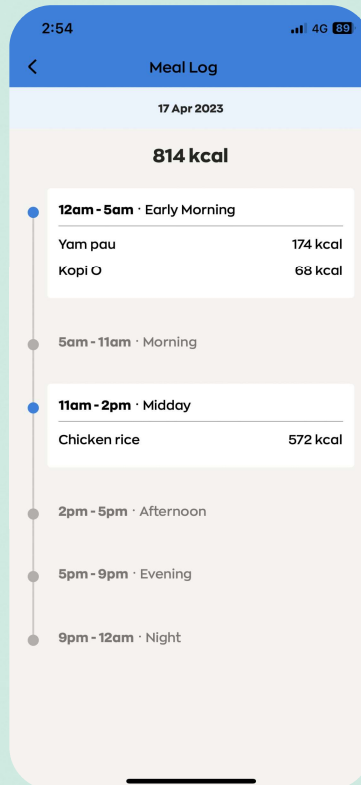 2:54 4G 89
Meal Log
17 Apr 2023
814 kcal
12am - 5am · Early Morning
Yam pau 174 kcal
Kopi O 68 kcal
5am - 11am · Morning
11am - 2pm · Midday
Chicken rice 572 kcal
2pm - 5pm · Afternoon
5pm - 9pm · Evening
9pm - 12am · Night